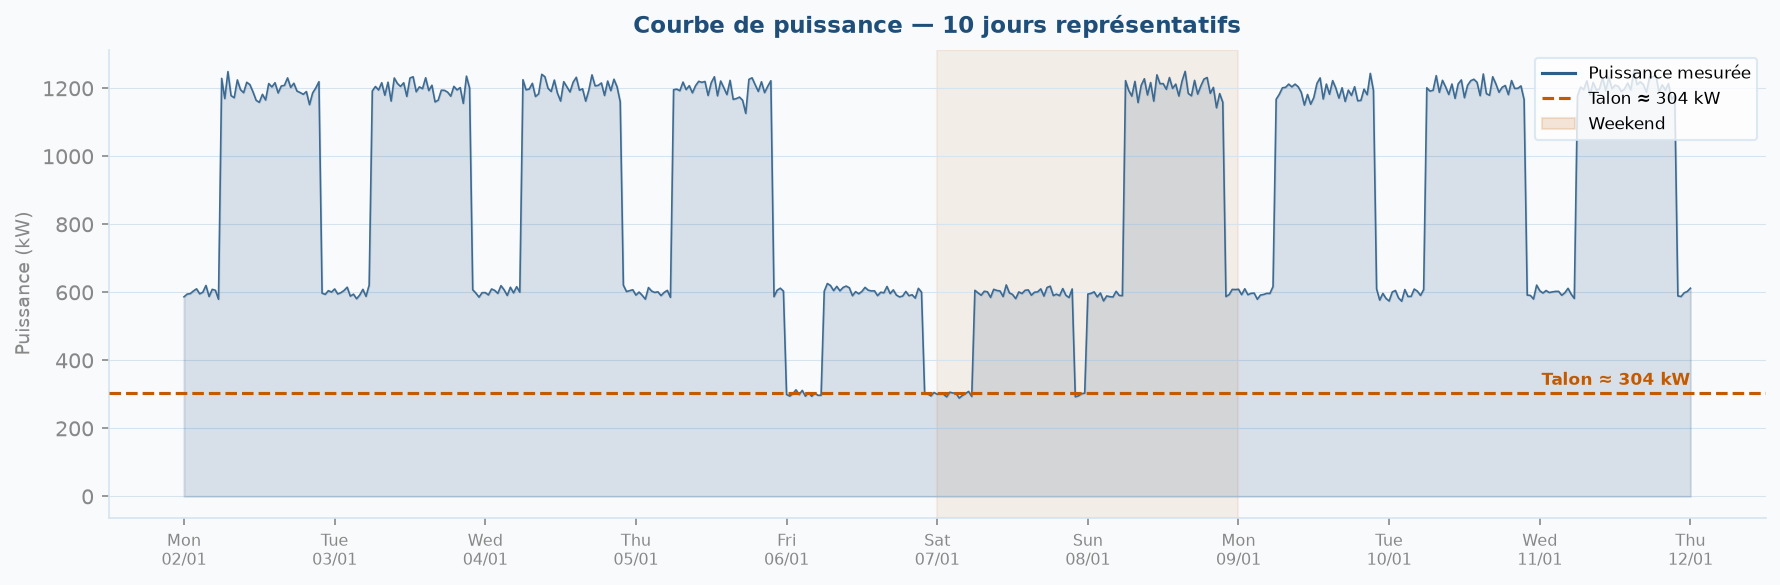 Courbe de puissance — 10 jours représentatifs
Puissance mesurée
Talon ≈ 304 kW
Weekend
Puissance (kW)
1200
1000
800
600
400
200
0
Talon ≈ 304 kW
Mon Tue Wed Thu Fri Sat Sun Mon Tue Wed Thu
02/01 03/01 04/01 05/01 06/01 07/01 08/01 09/01 10/01 11/01 12/01